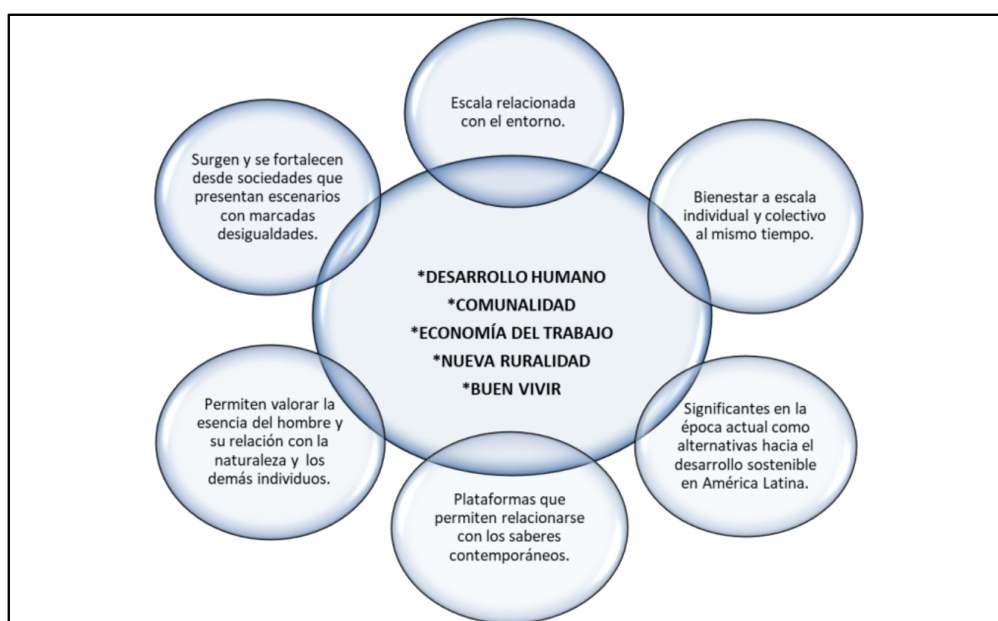 Escala relacionada
con el entorno.
Surgen y se fortalecen
desde sociedades que
presentan escenarios
con marcadas
desigualdades.
Bienestar a escala
individual y colectivo
al mismo tiempo.
*DESARROLLO HUMANO
*COMUNALIDAD
*ECONOMÍA DEL TRABAJO
*NUEVA RURALIDAD
*BUEN VIVIR
Permiten valorar la
esencia del hombre y
su relación con la
naturaleza y los
demás individuos.
Significantes en la
época actual como
alternativas hacia el
desarrollo sostenible
en América Latina.
Plataformas que
permiten relacionarse
con los saberes
contemporáneos.